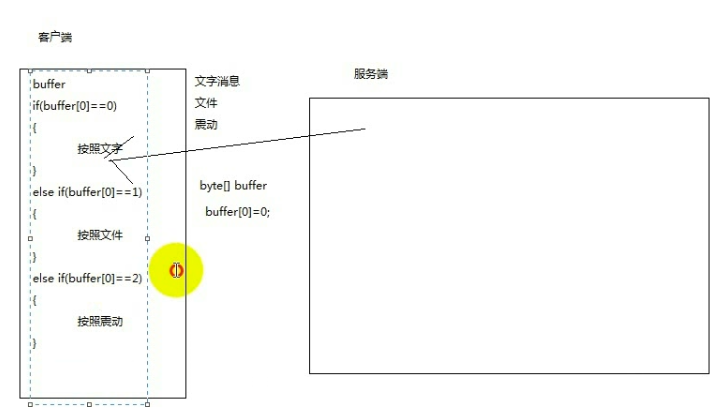 客户端
buffer
if(buffer[0]==0)
{
按照文字
}
else if(buffer[0]==1)
{
按照文件
}
else if(buffer[0]==2)
{
按照震动
}
文字消息
文件
震动
byte[] buffer
buffer[0]=0;
服务端